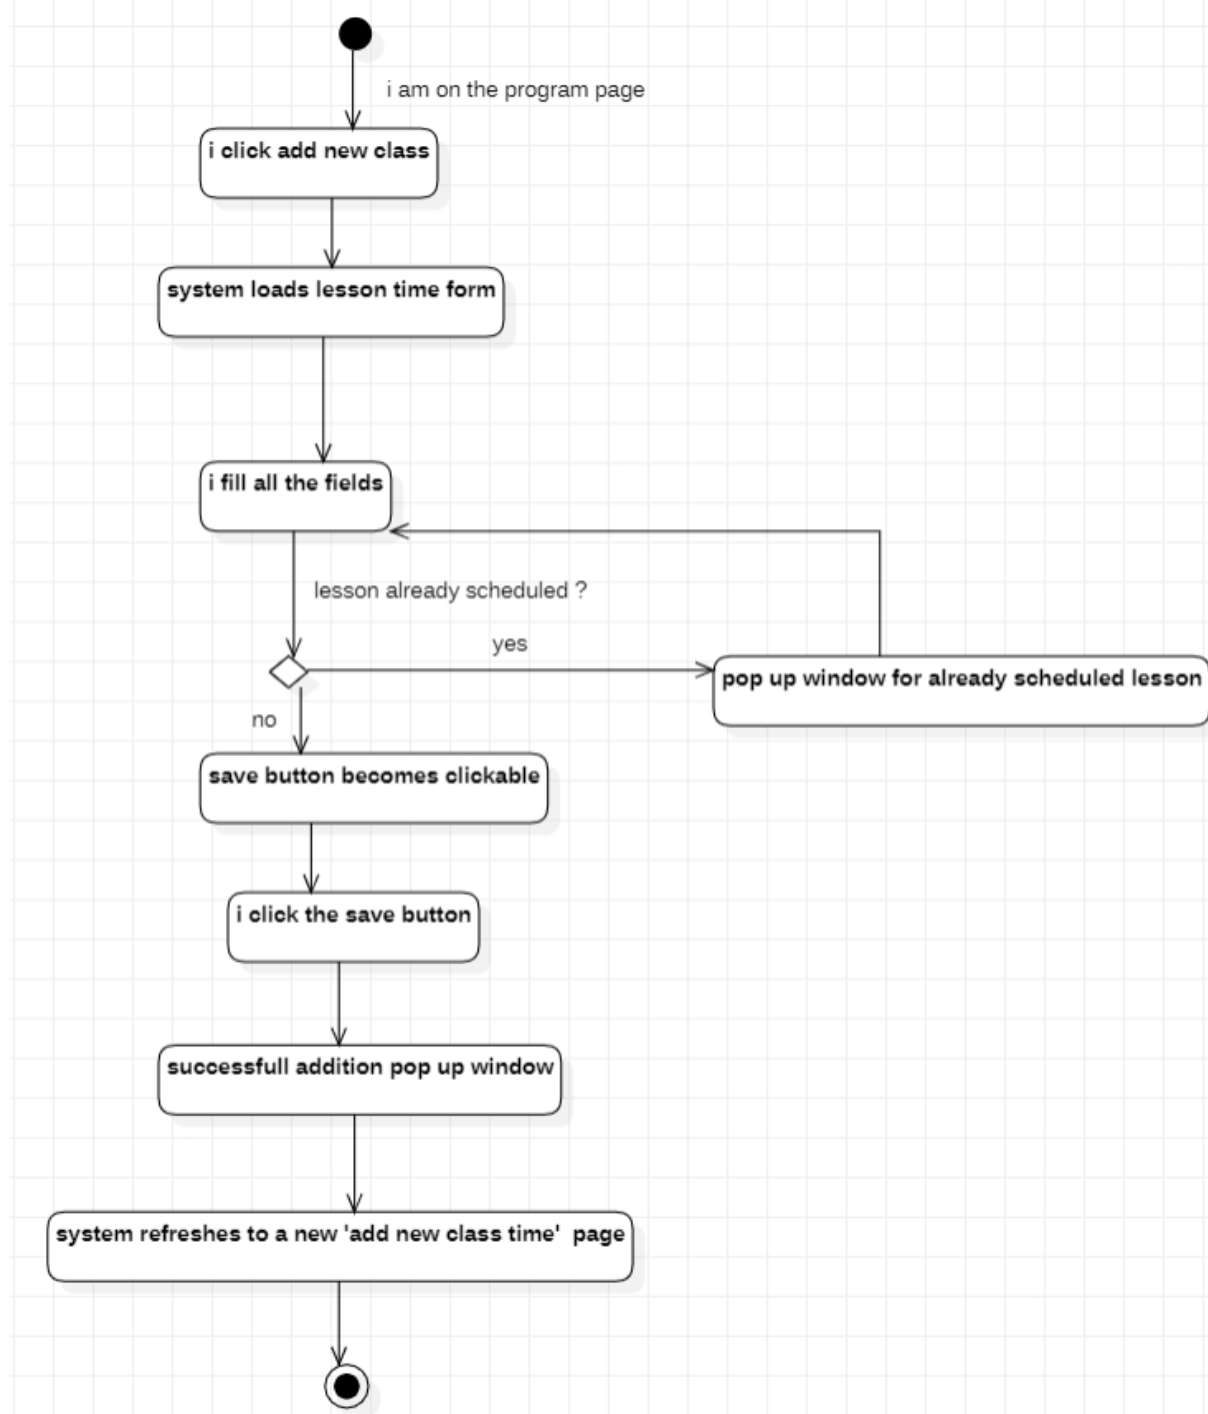 i am on the program page
i click add new class
system loads lesson time form
i fill all the fields
lesson already scheduled ?
yes
pop up window for already scheduled lesson
no
save button becomes clickable
i click the save button
successfull addition pop up window
system refreshes to a new 'add new class time'  page